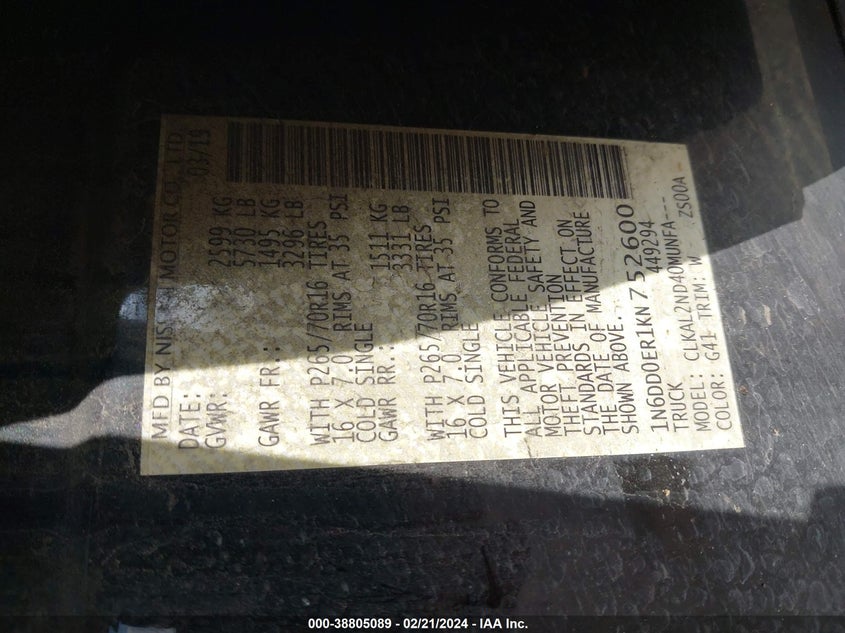 MFD BY NISSAN MOTOR CO., LTD.
DATE: 03/19
GVWR: 2599 KG
5730 LB
GAWR FR.: 1495 KG
3296 LB
WITH P265/70R16 TIRES
16 X 7.0 RIMS AT 35 PSI
COLD SINGLE
GAWR RR.: 1511 KG
3331 LB
WITH P265/70R16 TIRES
16 X 7.0 RIMS AT 35 PSI
COLD SINGLE
THIS VEHICLE CONFORMS TO
ALL APPLICABLE FEDERAL
MOTOR VEHICLE SAFETY AND
THEFT PREVENTION
STANDARDS IN EFFECT ON
THE DATE OF MANUFACTURE
SHOWN ABOVE.
1N6DD0ER1KN752600
TRUCK 449294
MODEL: CLKAL2ND40MUNFA---
COLOR: G41 TRIM: W ZS00A
000-38805089 - 02/21/2024 - IAA Inc.